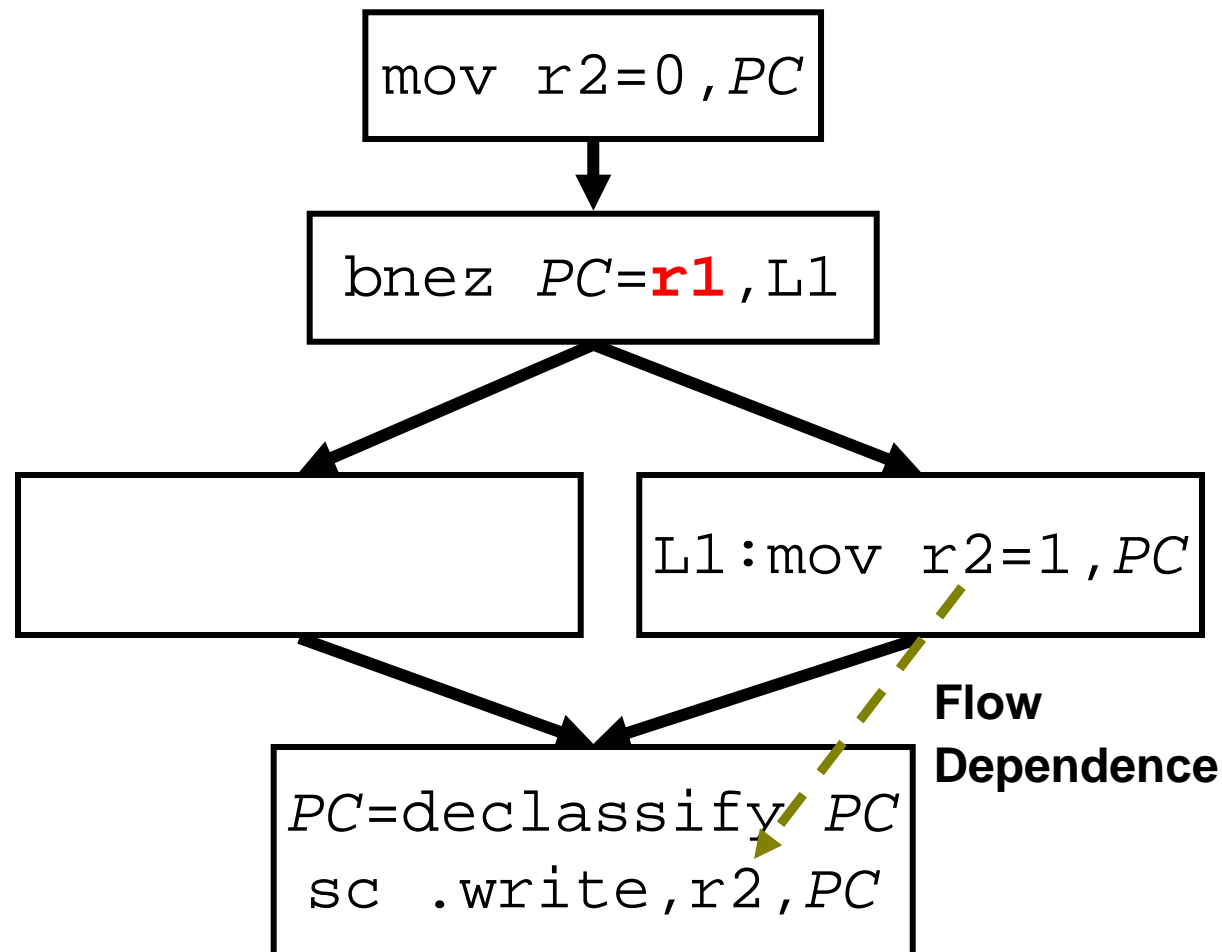 mov r2=0,PC
bnez PC=r1,L1
L1:mov r2=1,PC
Flow
Dependence
PC=declassify PC
sc .write,r2,PC